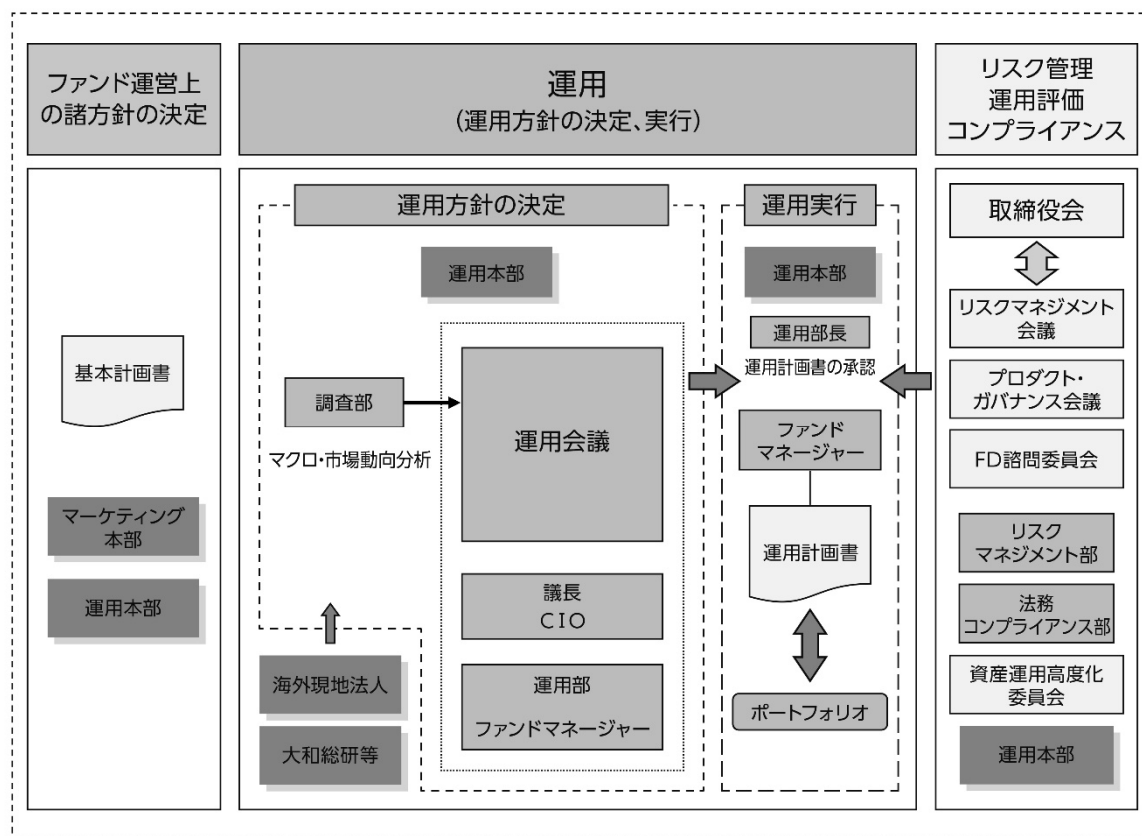 ファンド運営上
の諸方針の決定
運用
(運用方針の決定、実行)
リスク管理
運用評価
コンプライアンス
基本計画書
マーケティング
本部
運用本部
運用方針の決定
運用本部
調査部
マクロ・市場動向分析
運用会議
議長
CIO
運用部
ファンドマネージャー
海外現地法人
大和総研等
運用実行
運用本部
運用部長
運用計画書の承認
ファンド
マネージャー
運用計画書
ポートフォリオ
取締役会
リスクマネジメント
会議
プロダクト・
ガバナンス会議
FD諮問委員会
リスク
マネジメント部
法務
コンプライアンス部
資産運用高度化
委員会
運用本部